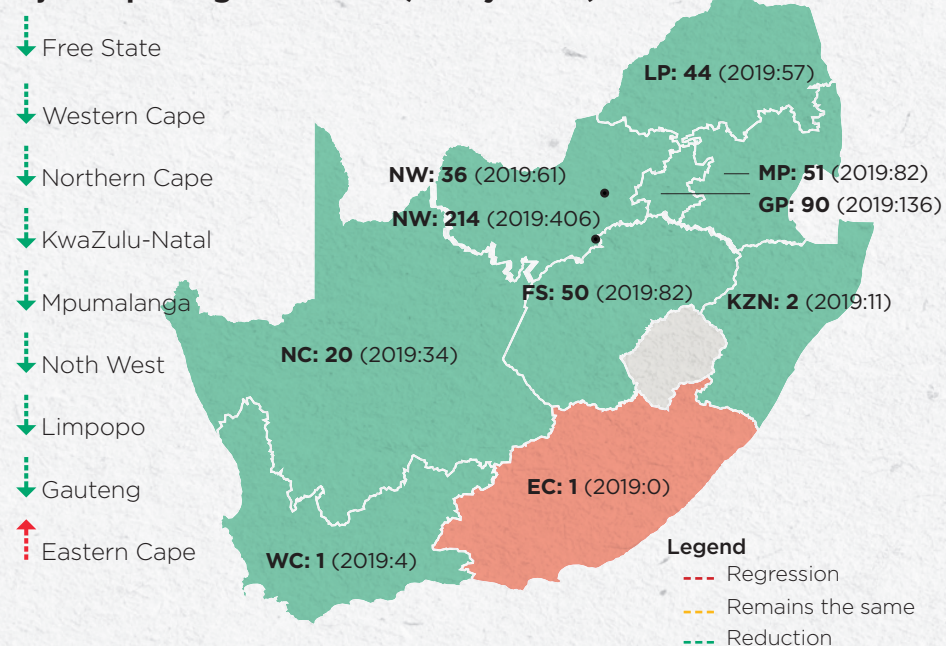 Free State
Western Cape
Northern Cape
KwaZulu-Natal
Mpumalanga
Noth West
Limpopo
Gauteng
Eastern Cape
LP: 44 (2019:57)
NW: 36 (2019:61)
MP: 51 (2019:82)
GP: 90 (2019:136)
NW: 214 (2019:406)
FS: 50 (2019:82)
KZN: 2 (2019:11)
NC: 20 (2019:34)
EC: 1 (2019:0)
WC: 1 (2019:4)
Legend
Regression
Remains the same
Reduction